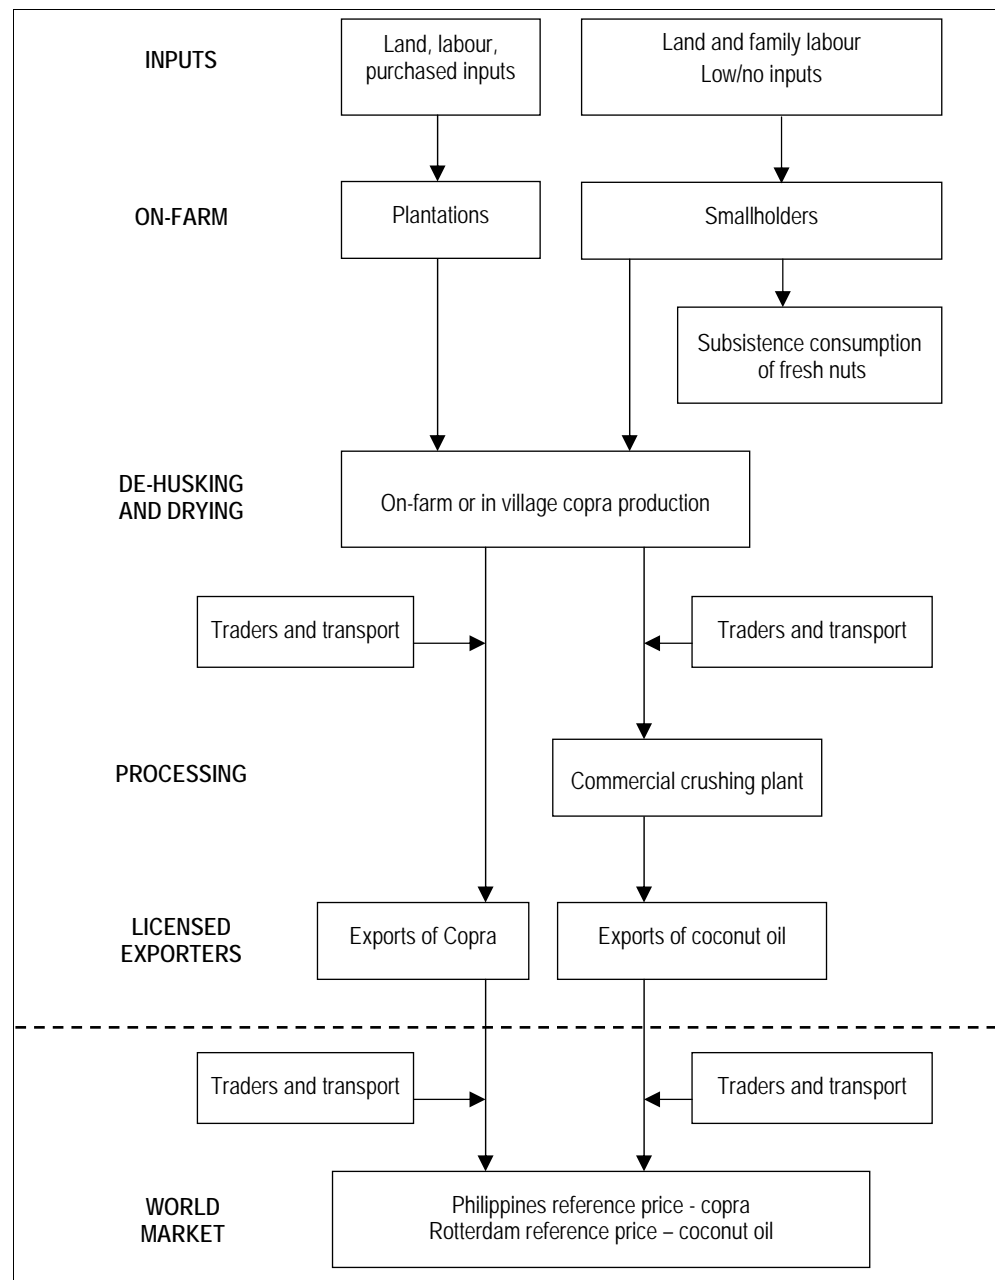 INPUTS
Land, labour,
purchased inputs
Land and family labour
Low/no inputs
ON-FARM
Plantations
Smallholders
Subsistence consumption
of fresh nuts
DE-HUSKING
AND DRYING
On-farm or in village copra production
Traders and transport
Traders and transport
PROCESSING
Commercial crushing plant
LICENSED
EXPORTERS
Exports of Copra
Exports of coconut oil
Traders and transport
Traders and transport
WORLD
MARKET
Philippines reference price - copra
Rotterdam reference price – coconut oil